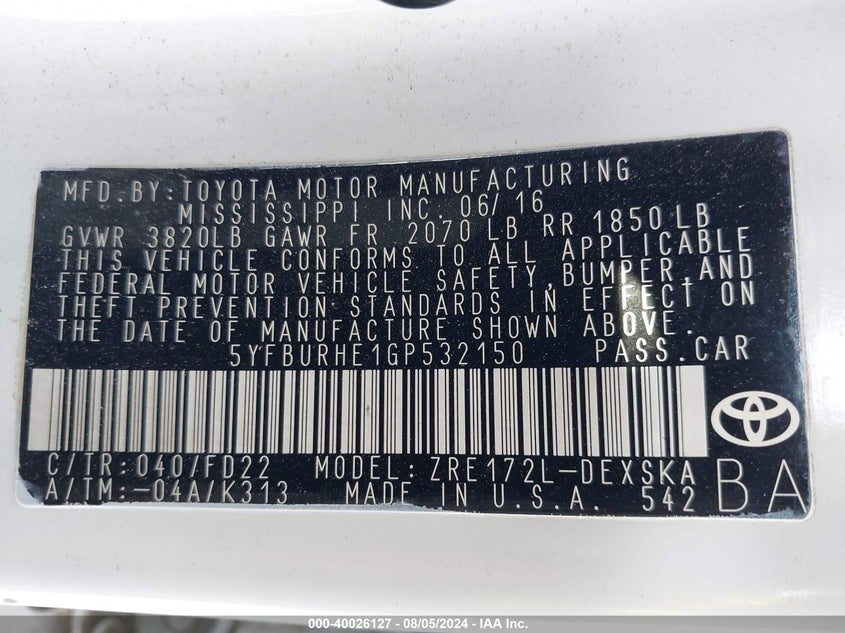 MFD. BY: TOYOTA MOTOR MANUFACTURING
MISSISSIPPI INC. 06/16
GVWR 3820LB GAWR FR 2070 LB RR 1850LB
THIS VEHICLE CONFORMS TO ALL APPLICABLE
FEDERAL MOTOR VEHICLE SAFETY, BUMPER, AND
THEFT PREVENTION STANDARDS IN EFFECT ON
THE DATE OF MANUFACTURE SHOWN ABOVE.
5YFBURHE1GP532150 PASS. CAR
C/TR: 040/FD22 MODEL: ZRE172L-DEXSKA
A/TM: -04A/K313 MADE IN U.S.A. 542 BA
000-40026127 - 08/05/2024 - IAA Inc.